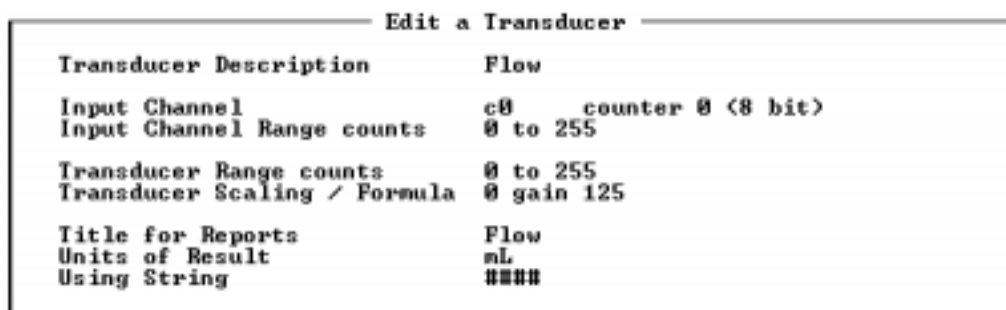 Edit a Transducer
Transducer Description Flow
Input Channel c0 counter 0 (8 bit)
Input Channel Range counts 0 to 255
Transducer Range counts 0 to 255
Transducer Scaling / Formula 0 gain 125
Title for Reports Flow
Units of Result mL
Using String ####